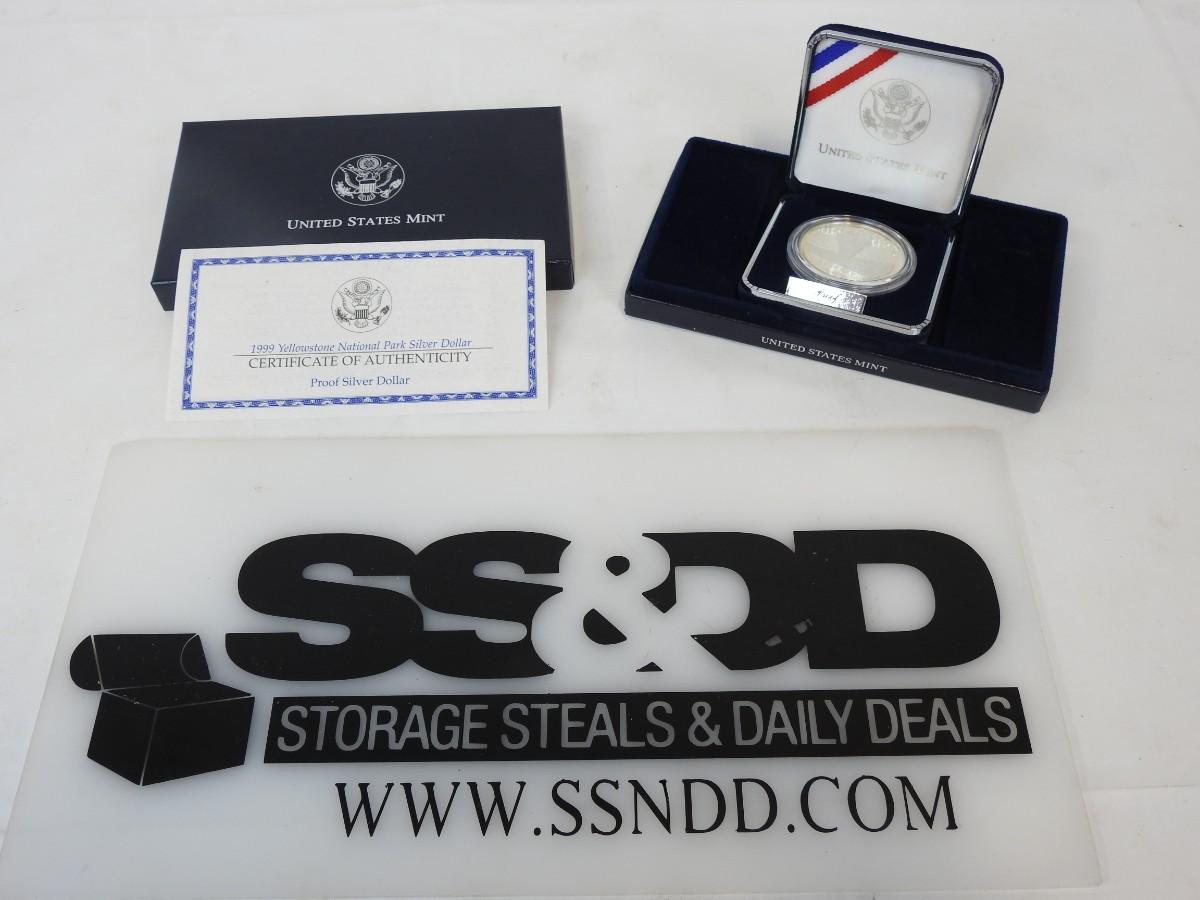 UNITED STATES MINT
1999 Yellowstone National Park Silver Dollar
CERTIFICATE OF AUTHENTICITY
Proof Silver Dollar
UNITED STATES MINT
Proof
UNITED STATES MINT
SS&DD
STORAGE STEALS & DAILY DEALS
WWW.SSNDD.COM